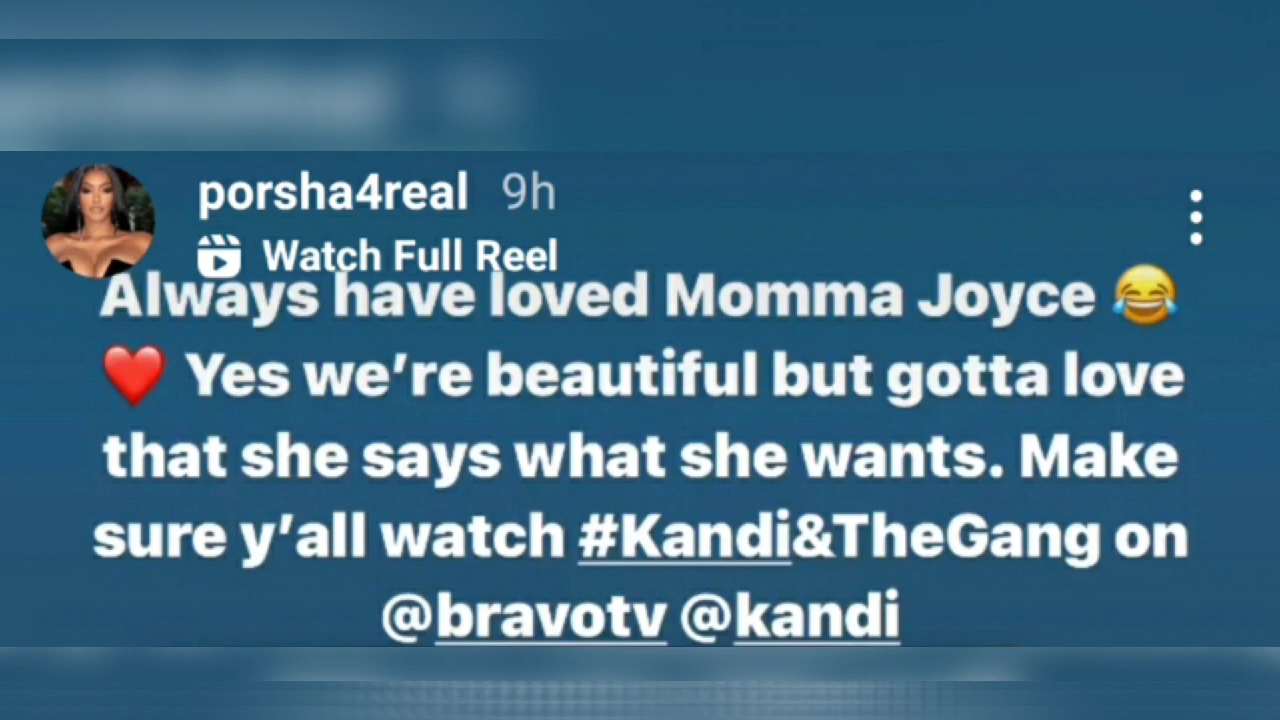 porsha4real 9h
Watch Full Reel
Always have loved Momma Joyce 😂
❤️ Yes we're beautiful but gotta love
that she says what she wants. Make
sure y'all watch #Kandi&TheGang on
@bravotv @kandi